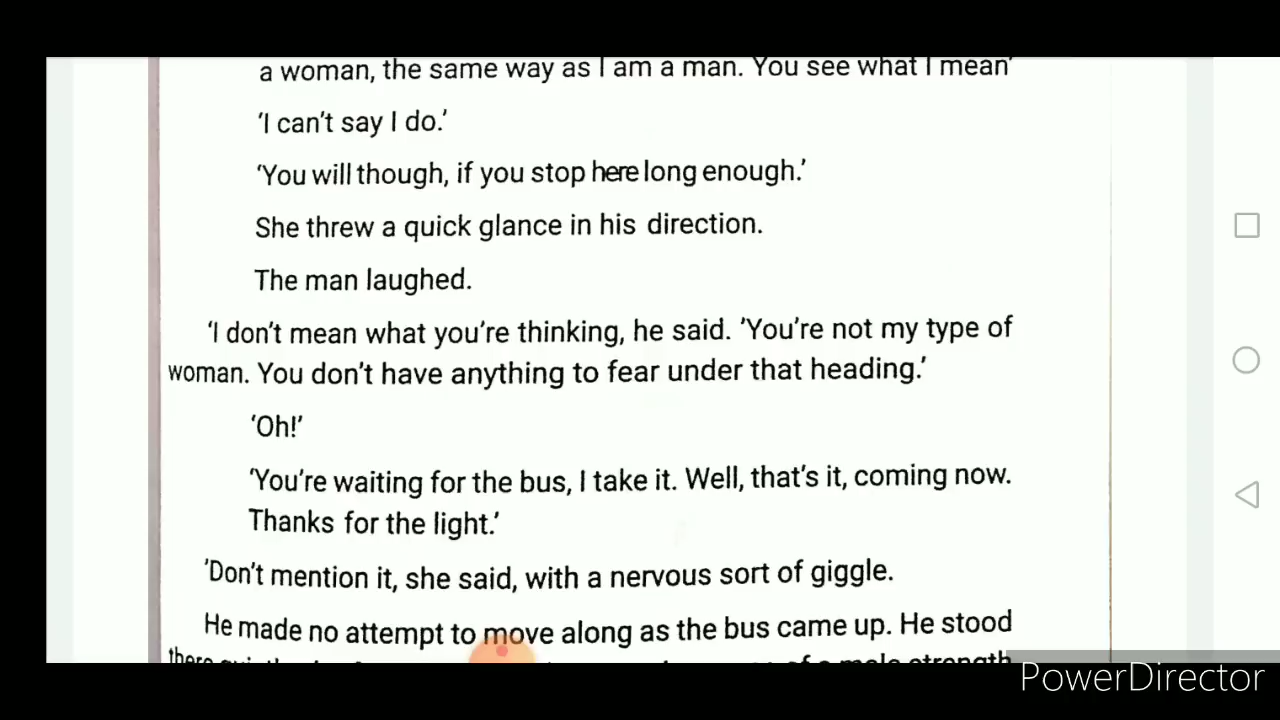 a woman, the same way as I am a man. You see what I mean'
'I can't say I do.'
'You will though, if you stop here long enough.'
She threw a quick glance in his direction.
The man laughed.
'I don't mean what you're thinking, he said. 'You're not my type of
woman. You don't have anything to fear under that heading.'
'Oh!'
'You're waiting for the bus, I take it. Well, that's it, coming now.
Thanks for the light.'
'Don't mention it, she said, with a nervous sort of giggle.
He made no attempt to move along as the bus came up. He stood
there of a male strength
PowerDirector